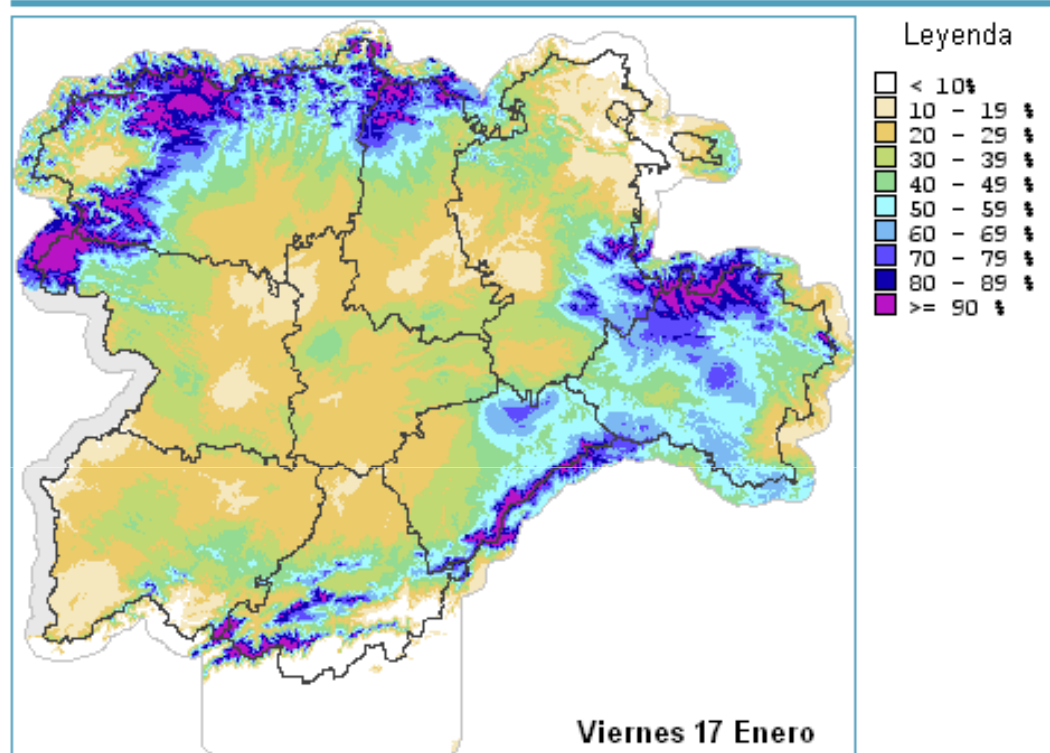 Leyenda
< 10%
10 - 19 %
20 - 29 %
30 - 39 %
40 - 49 %
50 - 59 %
60 - 69 %
70 - 79 %
80 - 89 %
>= 90 %
Viernes 17 Enero